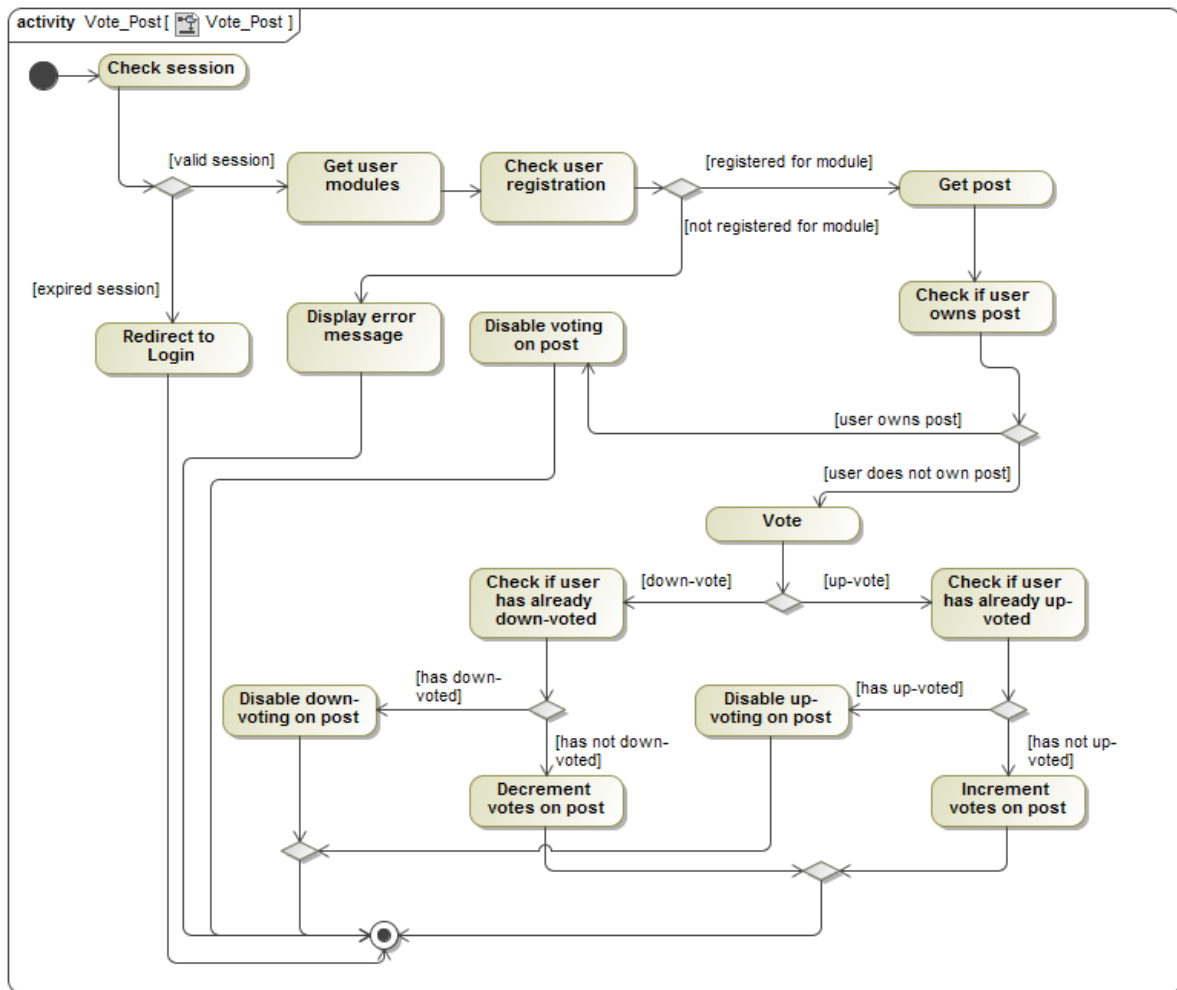 activity Vote_Post [ Vote_Post ]
Check session
[valid session]
Get user
modules
Check user
registration
[registered for module]
Get post
[not registered for module]
[expired session]
Redirect to
Login
Display error
message
Disable voting
on post
Check if user
owns post
[user owns post]
[user does not own post]
Vote
[down-vote]
[up-vote]
Check if user
has already
down-voted
Check if user
has already up-
voted
[has down-
voted]
[has up-voted]
Disable down-
voting on post
Disable up-
voting on post
[has not down-
voted]
[has not up-
voted]
Decrement
votes on post
Increment
votes on post